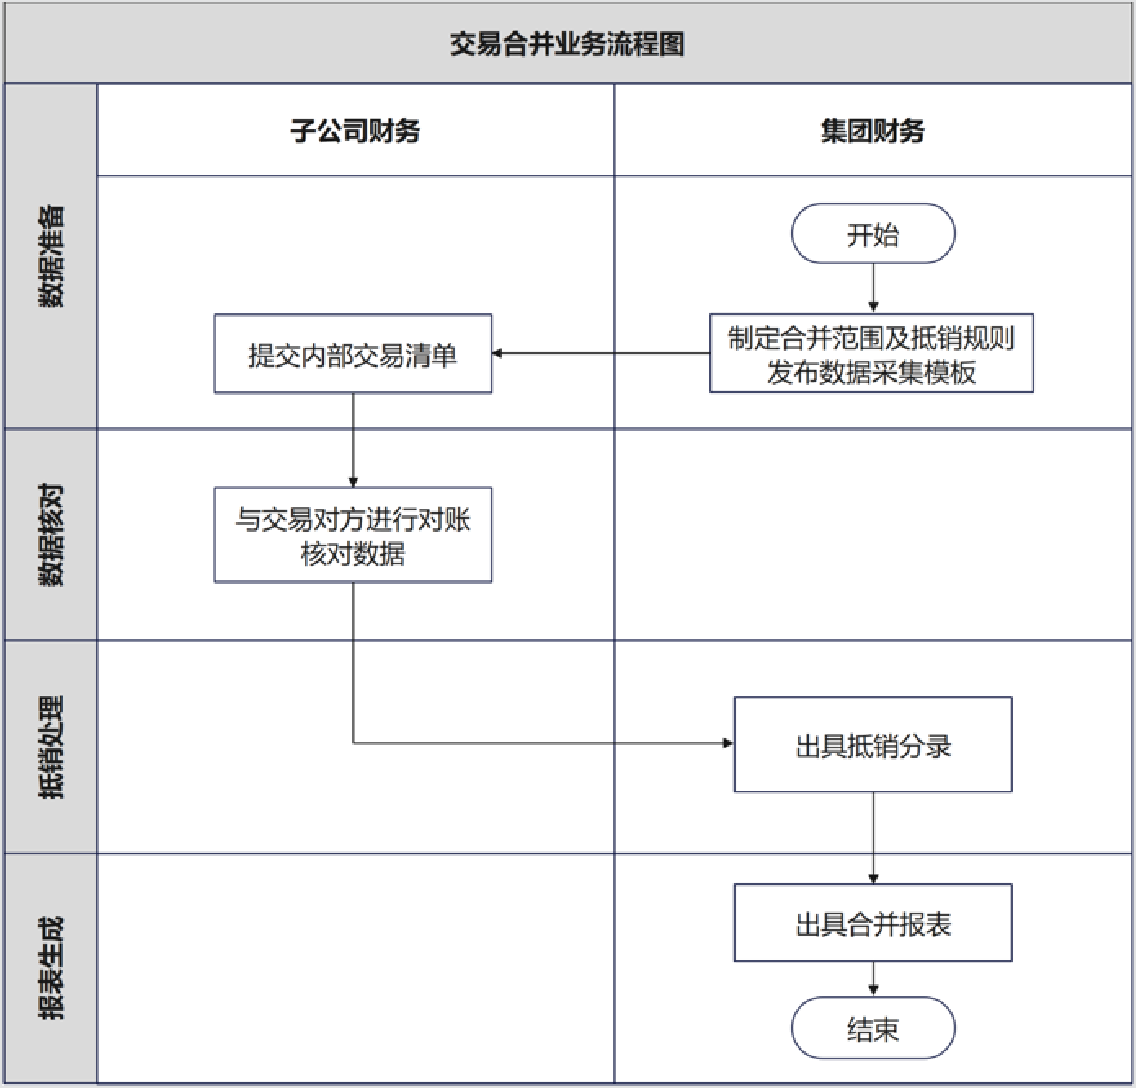 交易合并业务流程图
子公司财务
集团财务
数据准备
开始
制定合并范围及抵销规则
发布数据采集模板
提交内部交易清单
数据核对
与交易对方进行对账
核对数据
抵销处理
出具抵销分录
报表生成
出具合并报表
结束